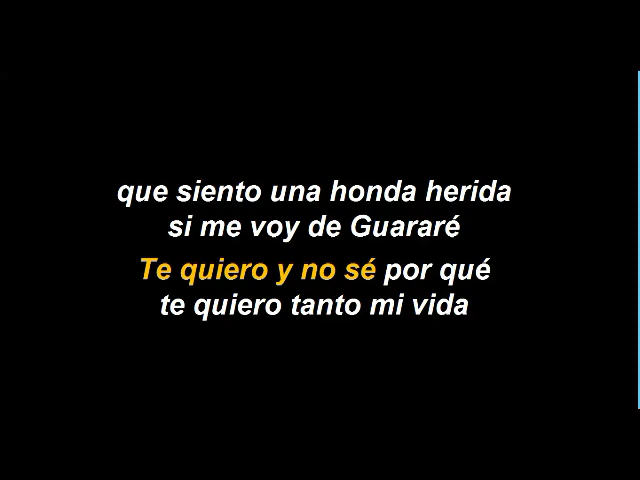 que siento una honda herida
si me voy de Guararé
Te quiero y no sé por qué
te quiero tanto mi vida